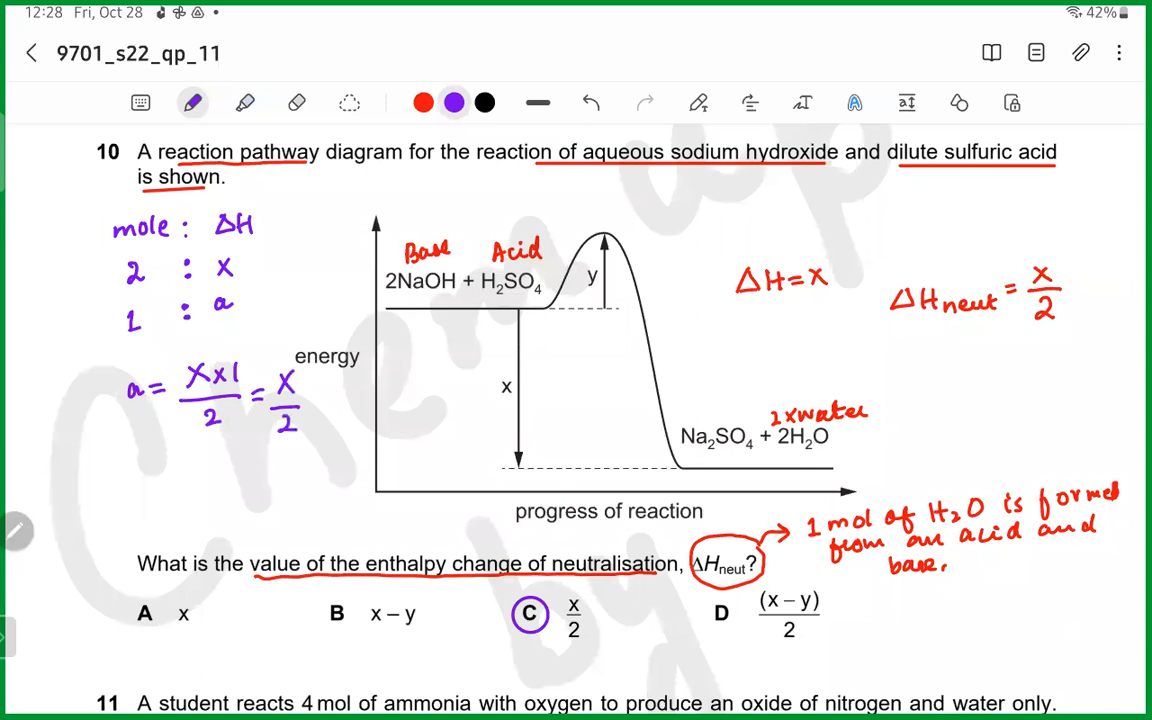 12:28 Fri, Oct 28
42%
9701_s22_qp_11
10 A reaction pathway diagram for the reaction of aqueous sodium hydroxide and dilute sulfuric acid
is shown.
mole : ΔH
2 : x
1 : a
a = X×1/2 = X/2
energy
Base Acid
2NaOH + H₂SO₄
y
x
ΔH = x
ΔHneut = x/2
2xwater
Na₂SO₄ + 2H₂O
progress of reaction
1 mol of H₂O is formed
from an acid and
base.
What is the value of the enthalpy change of neutralisation, ΔHneut?
A x B x – y C x/2 D (x – y)/2
11 A student reacts 4 mol of ammonia with oxygen to produce an oxide of nitrogen and water only.
Chem up
by